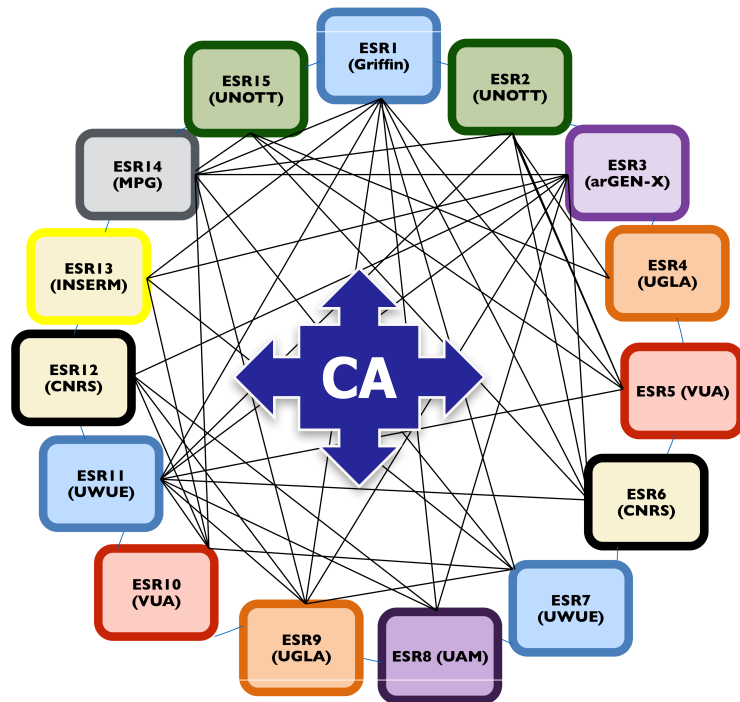 ESR1
(Griffin)
ESR2
(UNOTT)
ESR3
(arGEN-X)
ESR4
(UGLA)
ESR5 (VUA)
ESR6
(CNRS)
ESR7
(UWUE)
ESR8 (UAM)
ESR9
(UGLA)
ESR10
(VUA)
ESR11
(UWUE)
ESR12
(CNRS)
ESR13
(INSERM)
ESR14
(MPG)
ESR15
(UNOTT)
CA